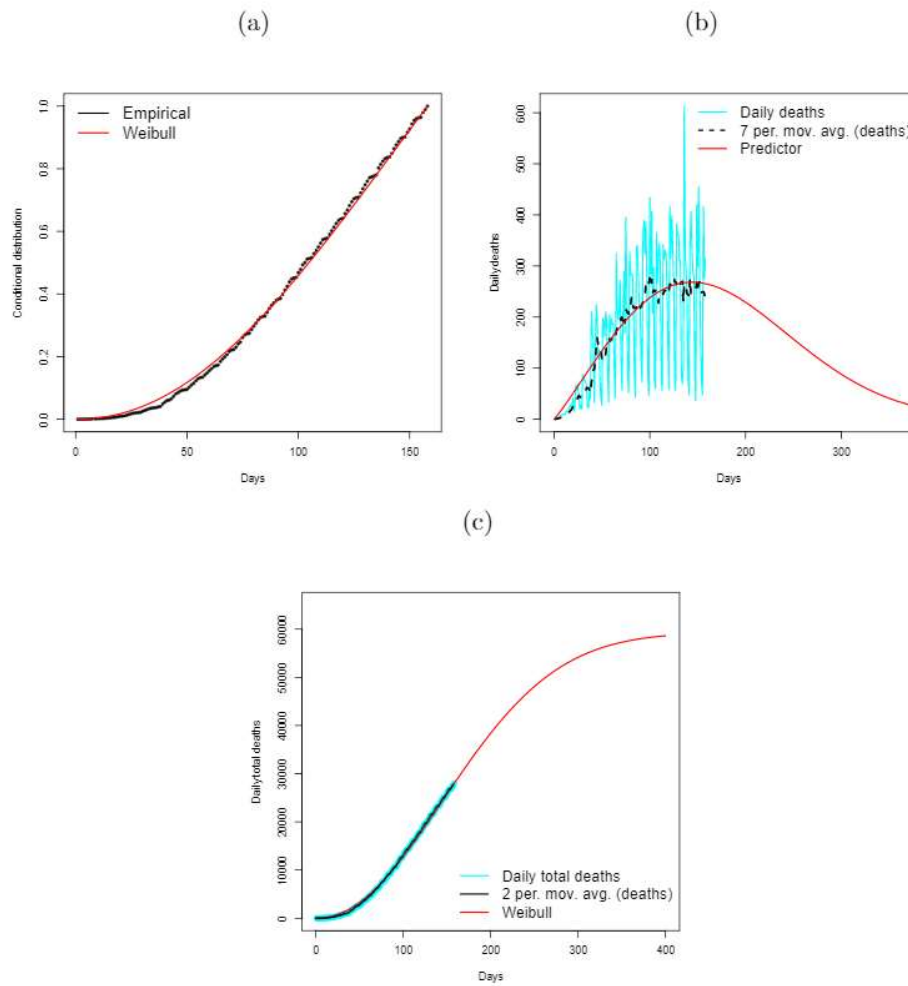 (a)
Empirical
Weibull
Conditional distribution
1.0
0.8
0.6
0.4
0.2
0.0
0
50
100
150
Days
(b)
Daily deaths
7 per. mov. avg. (deaths)
Predictor
Dailydeaths
600
500
400
300
200
100
0
0
100
200
300
Days
(c)
Daily total deaths
2 per. mov. avg. (deaths)
Weibull
Daily total deaths
60000
50000
40000
30000
20000
10000
0
0
100
200
300
400
Days